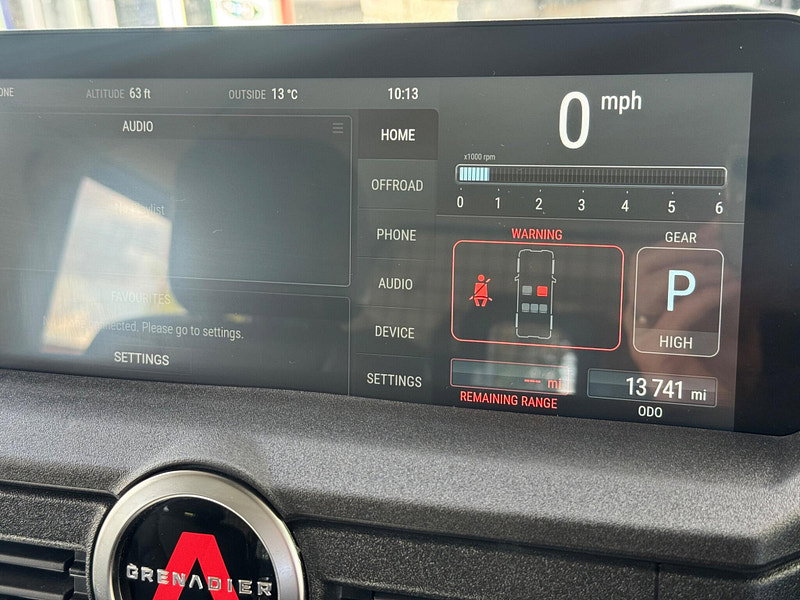 ONE
ALTITUDE 63 ft
OUTSIDE 13 °C
10:13
AUDIO
Playlist
FAVOURITES
connected, Please go to settings.
SETTINGS
HOME
OFFROAD
PHONE
AUDIO
DEVICE
SETTINGS
0 mph
x1000 rpm
0 1 2 3 4 5 6
WARNING
GEAR
P
HIGH
--- mi
REMAINING RANGE
13 741 mi
ODO
GRENADIER